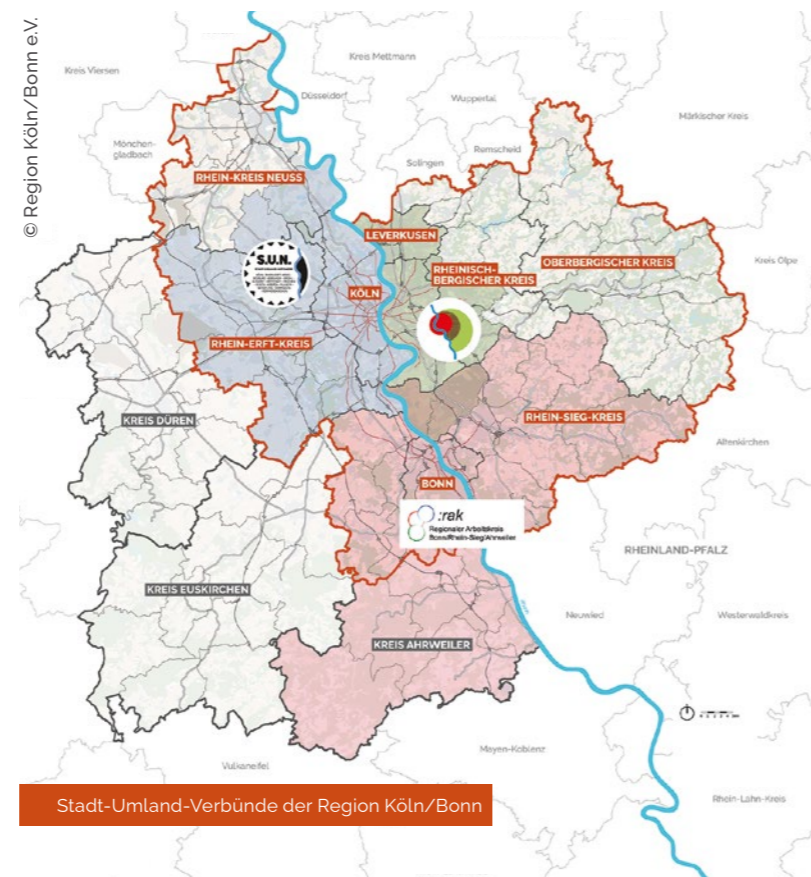 © Region Köln/Bonn e.V.
Kreis Viersen
Kreis Mettmann
Düsseldorf
Wuppertal
Märkischer Kreis
Mönchen-
gladbach
Solingen
Remscheid
RHEIN-KREIS NEUSS
LEVERKUSEN
S.U.N.
RHEINISCH-
BERGISCHER KREIS
OBERBERGISCHER KREIS
Kreis Olpe
KÖLN
RHEIN-ERFT-KREIS
KREIS DÜREN
RHEIN-SIEG-KREIS
Altenkirchen
BONN
:rak
Regionaler Arbeitskreis
Bonn/Rhein-Sieg/Ahrweiler
RHEINLAND-PFALZ
KREIS EUSKIRCHEN
Neuwied
Westerwaldkreis
KREIS AHRWEILER
Mayen-Koblenz
Vulkaneifel
Rhein-Lahn-Kreis
Stadt-Umland-Verbünde der Region Köln/Bonn